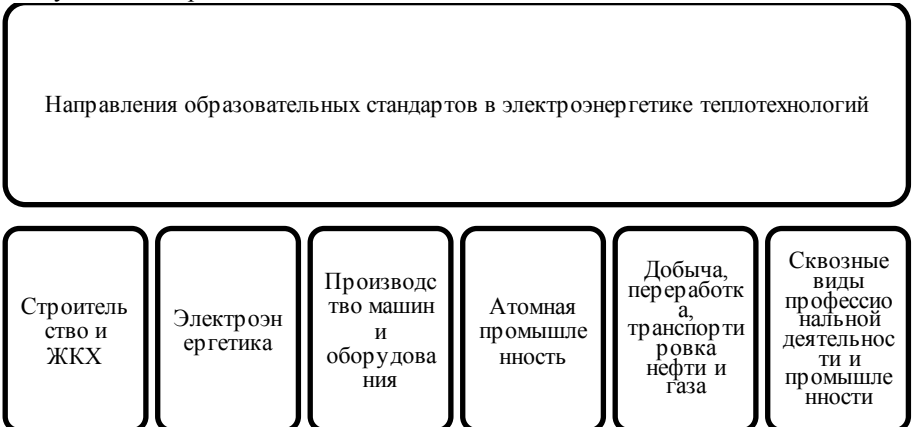 Направления образовательных стандартов в электроэнергетике теплотехнологий
Строитель
ство и
ЖКХ
Электроэн
ергетика
Производс
тво машин
и
оборудова
ния
Атомная
промышле
нность
Добыча,
переработк
а,
транспорти
ровка
нефти и
газа
Сквозные
виды
профессио
нальной
деятельнос
ти и
промышле
нности